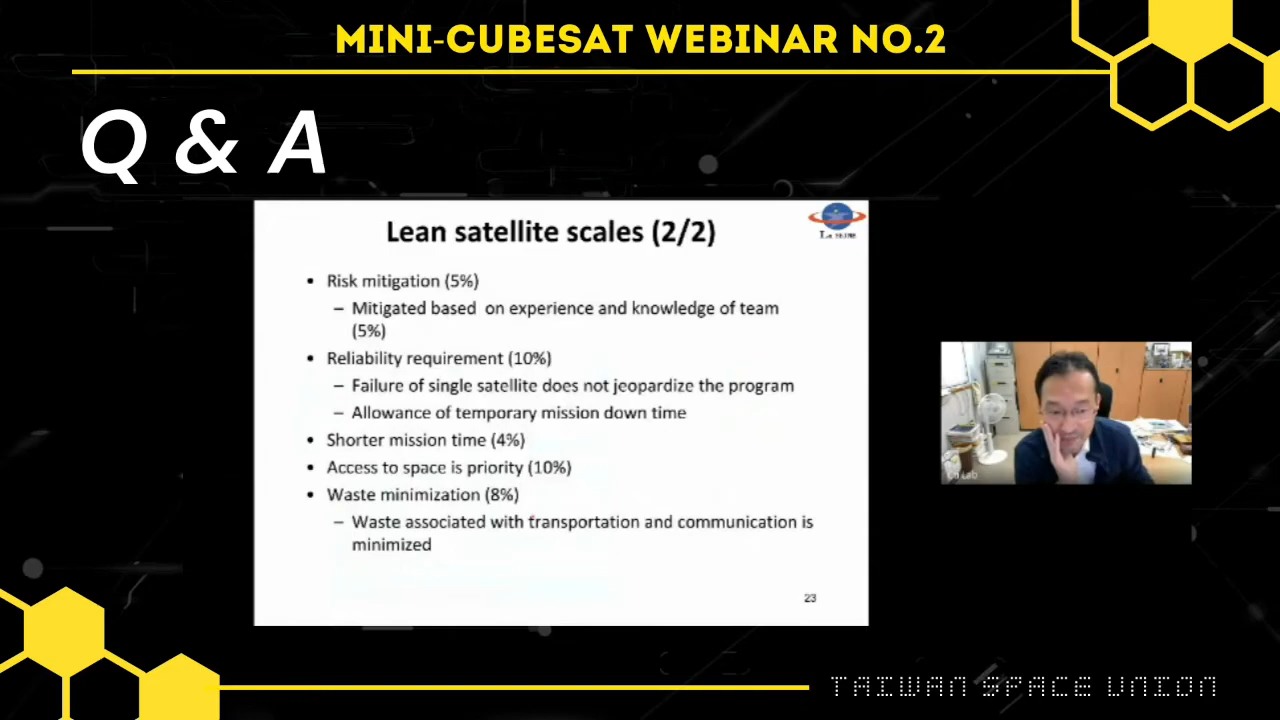 MINI-CUBESAT WEBINAR NO.2
Q & A
Lean satellite scales (2/2)
• Risk mitigation (5%)
– Mitigated based on experience and knowledge of team
(5%)
• Reliability requirement (10%)
– Failure of single satellite does not jeopardize the program
– Allowance of temporary mission down time
• Shorter mission time (4%)
• Access to space is priority (10%)
• Waste minimization (8%)
– Waste associated with transportation and communication is
minimized
23
TAIWAN SPACE UNION